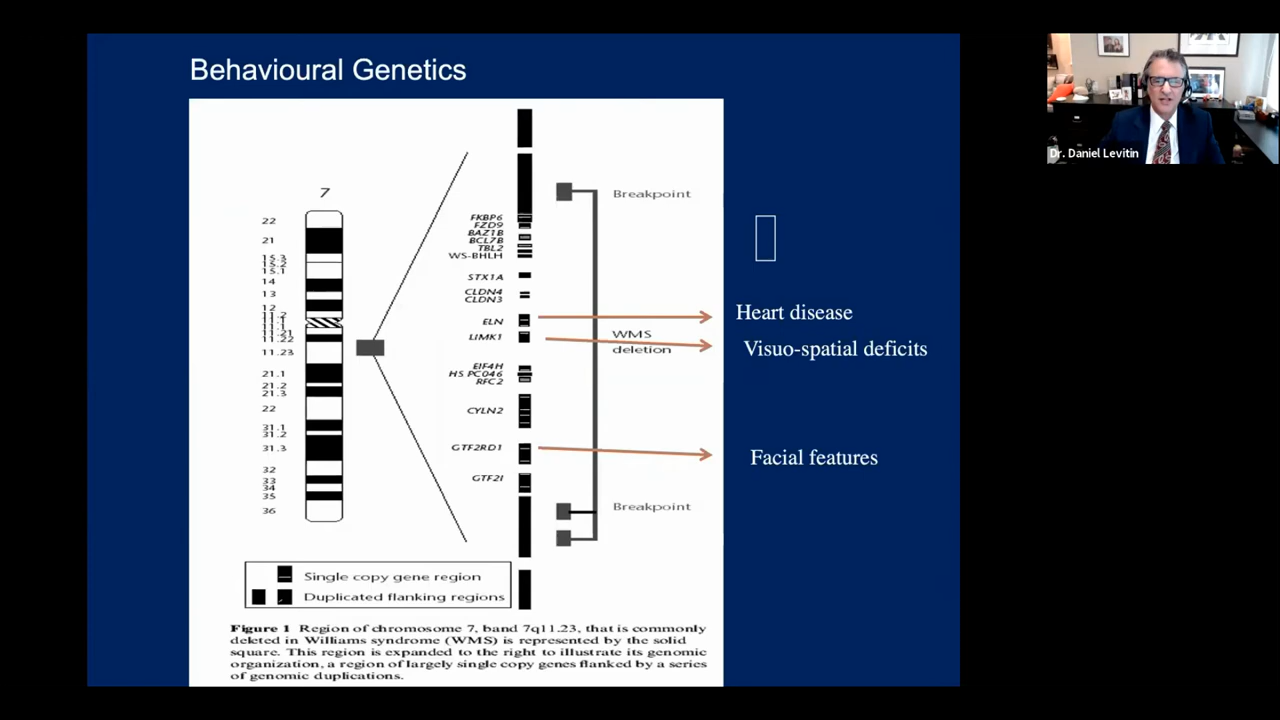 Behavioural Genetics
7
22
21
15.3
15.2
15.1
14
13
12
11.2
11.1
11.1
11.21
11.22
11.23
21.1
21.2
21.3
22
31.1
31.2
31.3
32
33
34
35
36
FKBP6
FZD9
BAZ1B
BCL7B
TBL2
WS-BHLH
STX1A
CLDN4
CLDN3
ELN
LIMK1
EIF4H
HS PC046
RFC2
CYLN2
GTF2RD1
GTF2I
Breakpoint
WMS
deletion
Breakpoint
Heart disease
Visuo-spatial deficits
Facial features
Single copy gene region
Duplicated flanking regions
Figure 1 Region of chromosome 7, band 7q11.23, that is commonly
deleted in Williams syndrome (WMS) is represented by the solid
square. This region is expanded to the right to illustrate its genomic
organization, a region of largely single copy genes flanked by a series
of genomic duplications.
Dr. Daniel Levitin